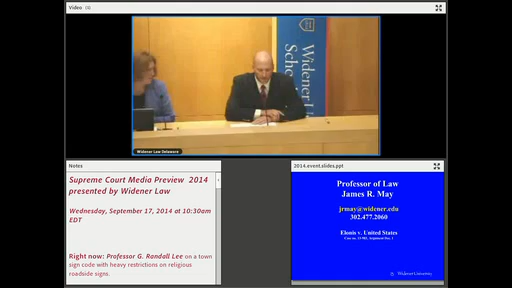 Video
Widener Univ
School
Widener Law Delaware
Notes
Supreme Court Media Preview 2014
presented by Widener Law
Wednesday, September 17, 2014 at 10:30am
EDT
Right now: Professor G. Randall Lee on a town
sign code with heavy restrictions on religious
roadside signs.
2014.event.slides.ppt
Professor of Law
James R. May
jrmay@widener.edu
302.477.2060
Elonis v. United States
Widener University